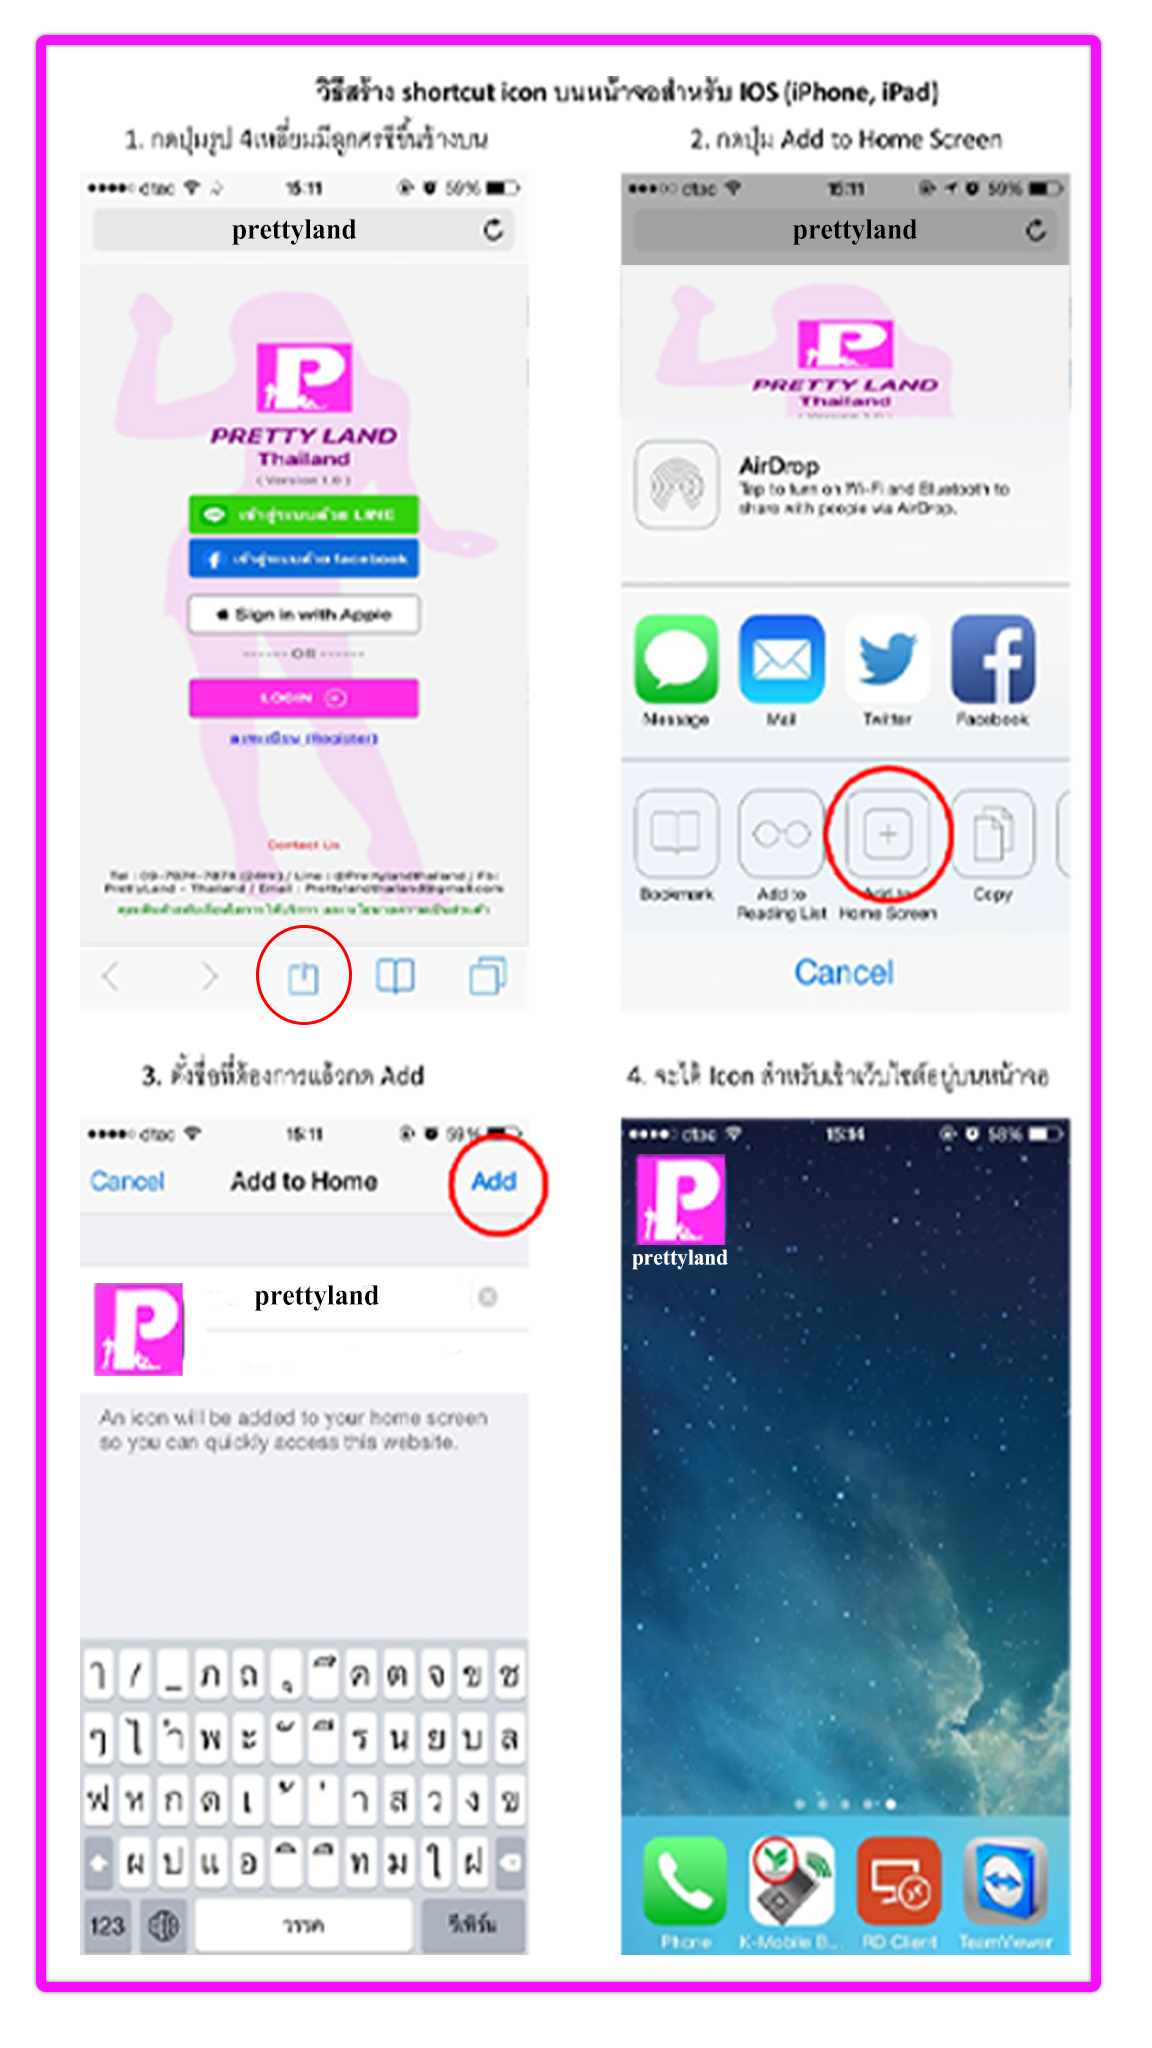 วิธีสร้าง shortcut icon บนหน้าจอสำหรับ IOS (iPhone, iPad)
1. กดปุ่มรูป 4เหลี่ยมมีลูกศรชี้ขึ้นข้างบน
●●●●○ dtac 15:11 59%
prettyland
P
PRETTY LAND
Thailand
( Version 1.0 )
เข้าสู่ระบบด้วย LINE
เข้าสู่ระบบด้วย facebook
Sign in with Apple
------ OR ------
LOGIN
ลงทะเบียน (Register)
Contact Us
PrettyLand - Thailand / Email : Prettylandthailand@gmail.com
2. กดปุ่ม Add to Home Screen
●●●○○ dtac 15:11 59%
prettyland
P
PRETTY LAND
Thailand
( Version 1.0 )
AirDrop
Tap to turn on Wi-Fi and Bluetooth to
share with people via AirDrop.
Message Mail Twitter Facebook
Bookmark Add to Reading List Add to Home Screen Copy
Cancel
3. ตั้งชื่อที่ต้องการแล้วกด Add
●●●●○ dtac 15:11 59%
Cancel Add to Home Add
P prettyland
An icon will be added to your home screen
so you can quickly access this website.
ๅ / _ ภ ถ ุ ึ ค ต จ ข ช
ๆ ไ ำ พ ะ ั ี ร น ย บ ล
ฟ ห ก ด เ ้ ่ า ส ว ง ข
ผ ป แ อ ิ ื ท ม ใ ฝ
123 วรรค รีเทิร์น
4. จะได้ Icon สำหรับเข้าเว็บไซต์อยู่บนหน้าจอ
●●●●○ dtac 15:14 58%
P
prettyland
Phone K-Mobile B... RD Client TeamViewer